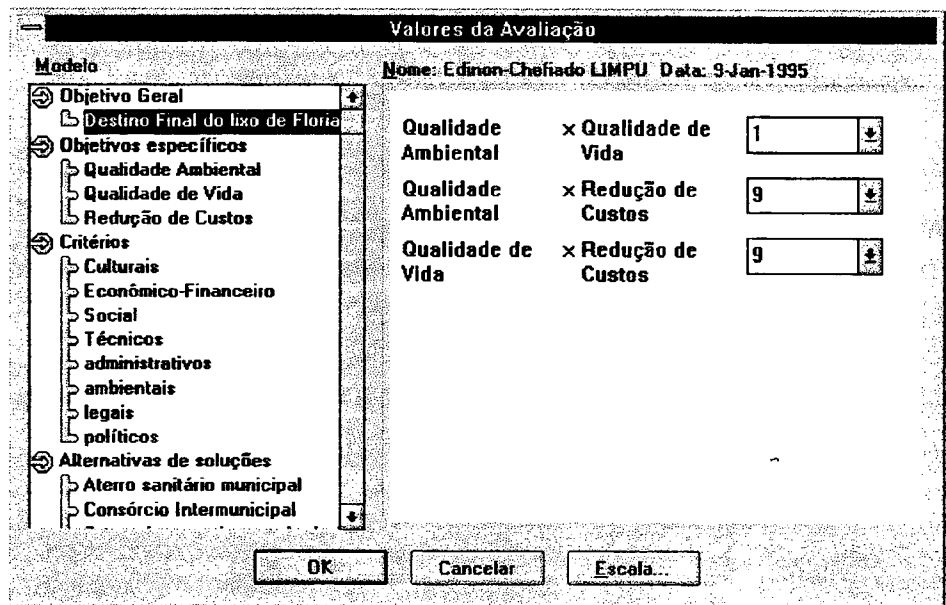 Valores da Avaliação
Modelo
Nome: Edinon-Chefiado LIMPU Data: 9-Jan-1995
Objetivo Geral
Destino Final do lixo de Floria
Objetivos específicos
Qualidade Ambiental
Qualidade de Vida
Redução de Custos
Critérios
Culturais
Econômico-Financeiro
Social
Técnicos
administrativos
ambientais
legais
políticos
Alternativas de soluções
Aterro sanitário municipal
Consórcio Intermunicipal
Qualidade × Qualidade de 1
Ambiental Vida
Qualidade × Redução de 9
Ambiental Custos
Qualidade de × Redução de 9
Vida Custos
OK Cancelar Escala...